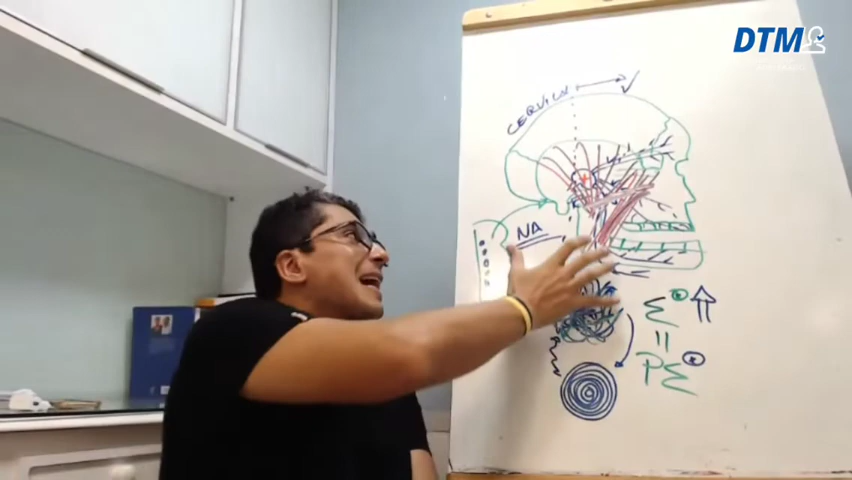 DTM
CERVICAL
NA
Σ ↑
=
PΣ